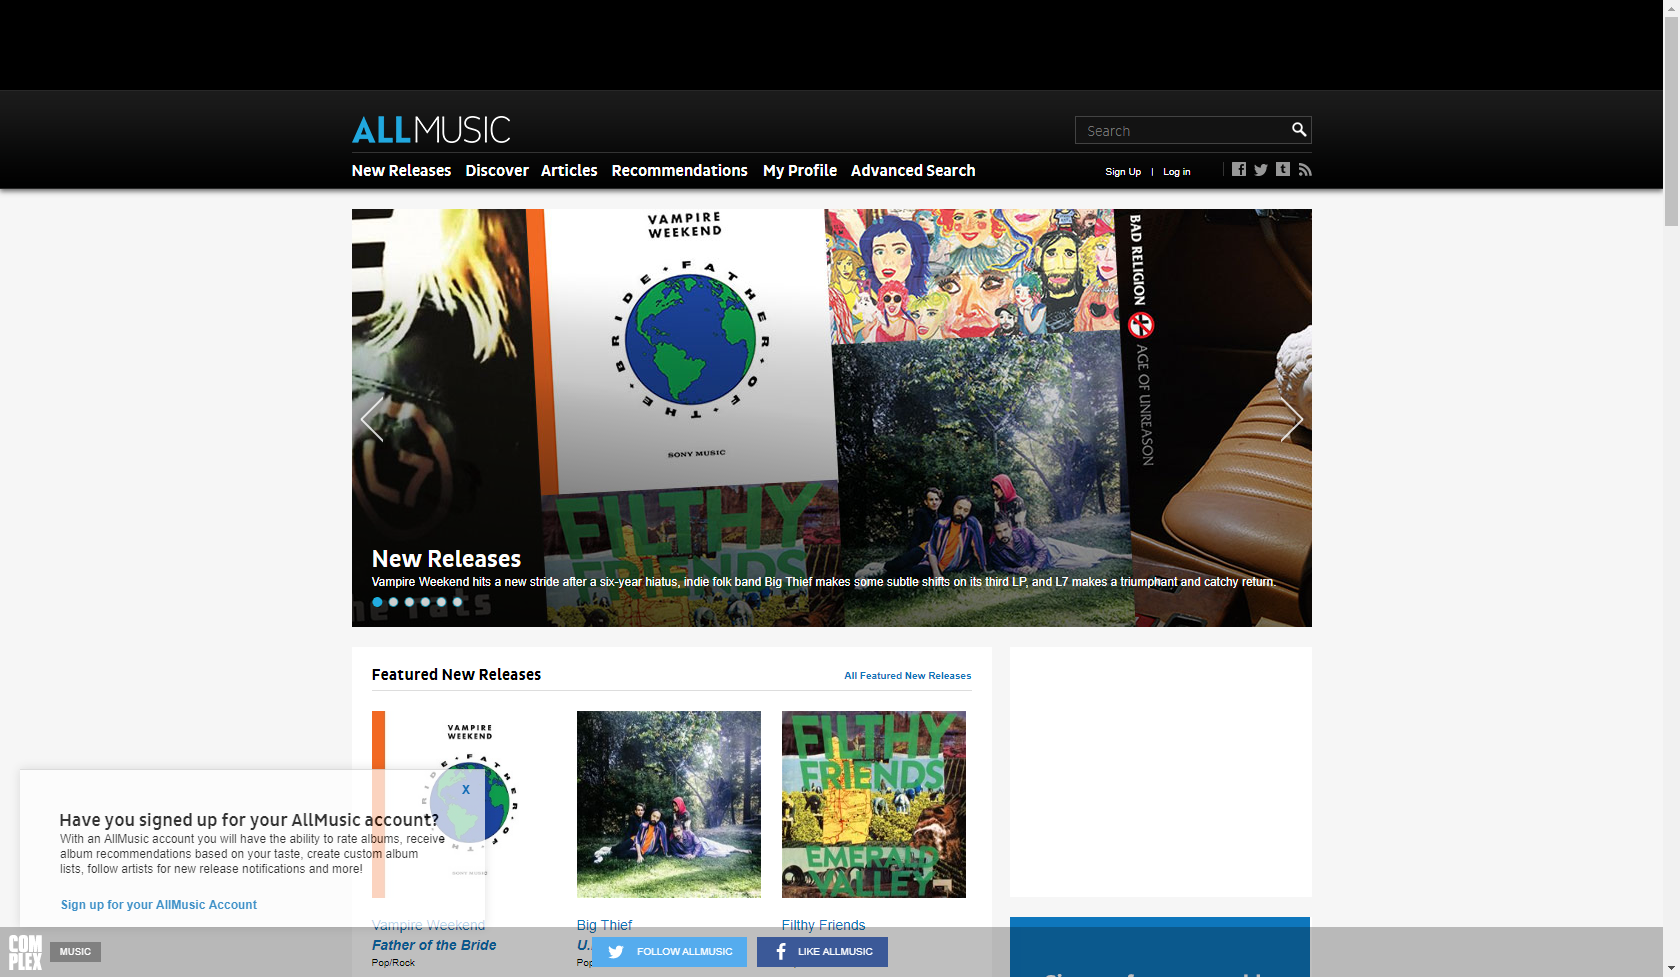 ALLMUSIC
Search
New Releases Discover Articles Recommendations My Profile Advanced Search
Sign Up | Log in
VAMPIRE
WEEKEND
FATHER OF THE BRIDE
SONY MUSIC
BAD RELIGION
AGE OF UNREASON
FILTHY
FRIENDS
New Releases
Vampire Weekend hits a new stride after a six-year hiatus, indie folk band Big Thief makes some subtle shifts on its third LP, and L7 makes a triumphant and catchy return.
Featured New Releases
All Featured New Releases
VAMPIRE
WEEKEND
FILTHY
FRIENDS
EMERALD
VALLEY
X
Have you signed up for your AllMusic account?
With an AllMusic account you will have the ability to rate albums, receive
album recommendations based on your taste, create custom album
lists, follow artists for new release notifications and more!
Sign up for your AllMusic Account
Vampire Weekend
Father of the Bride
Pop/Rock
Big Thief
U.
Filthy Friends
COMPLEX
MUSIC
FOLLOW ALLMUSIC
LIKE ALLMUSIC